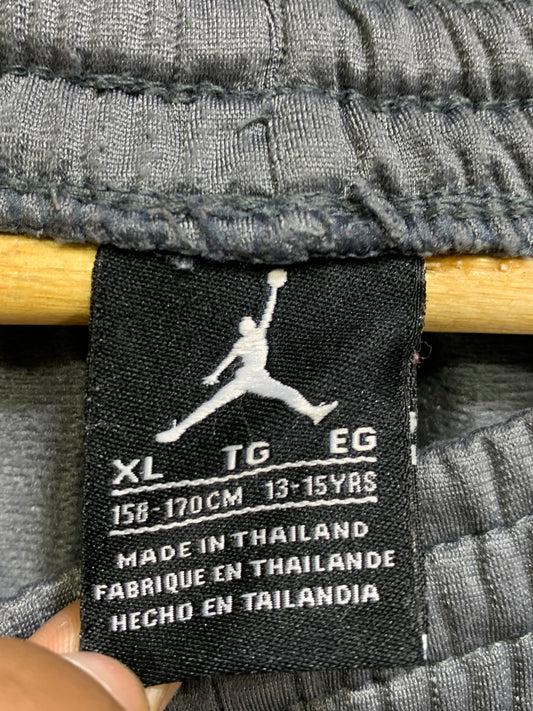 XL TG EG
158-170CM 13-15YRS
MADE IN THAILAND
FABRIQUE EN THAILANDE
HECHO EN TAILANDIA